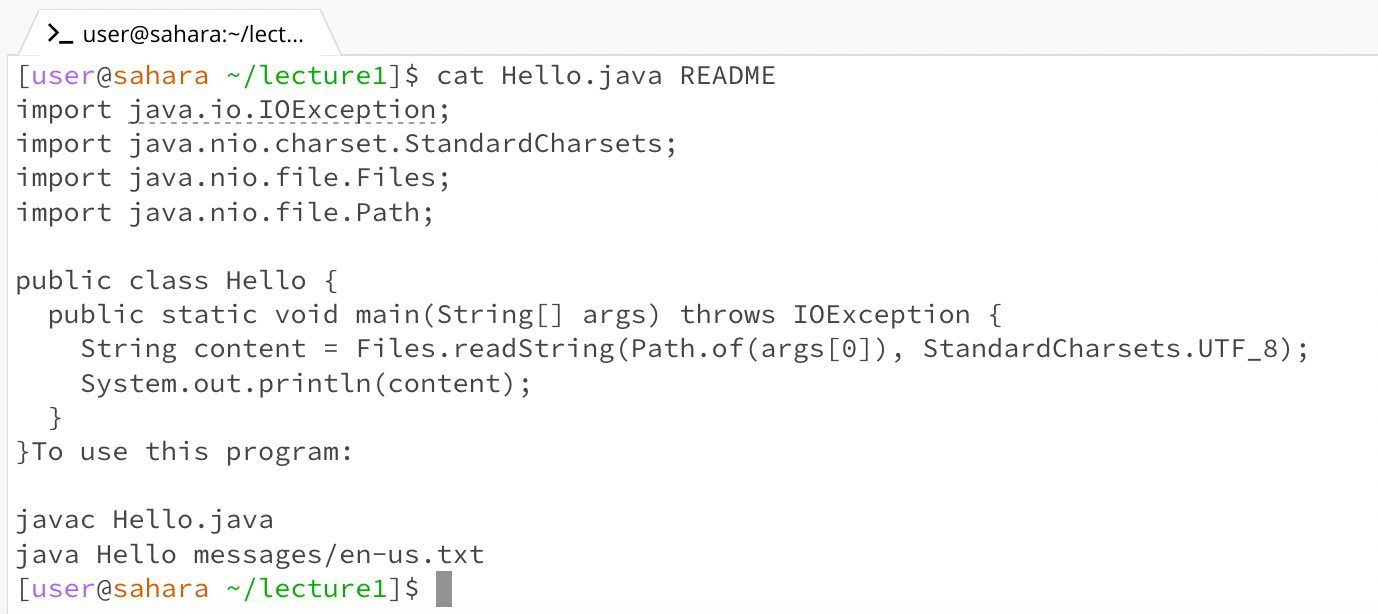 user@sahara:~/lect...
[user@sahara ~/lecture1]$ cat Hello.java README
import java.io.IOException;
import java.nio.charset.StandardCharsets;
import java.nio.file.Files;
import java.nio.file.Path;

public class Hello {
  public static void main(String[] args) throws IOException {
    String content = Files.readString(Path.of(args[0]), StandardCharsets.UTF_8);
    System.out.println(content);
  }
}To use this program:

javac Hello.java
java Hello messages/en-us.txt
[user@sahara ~/lecture1]$